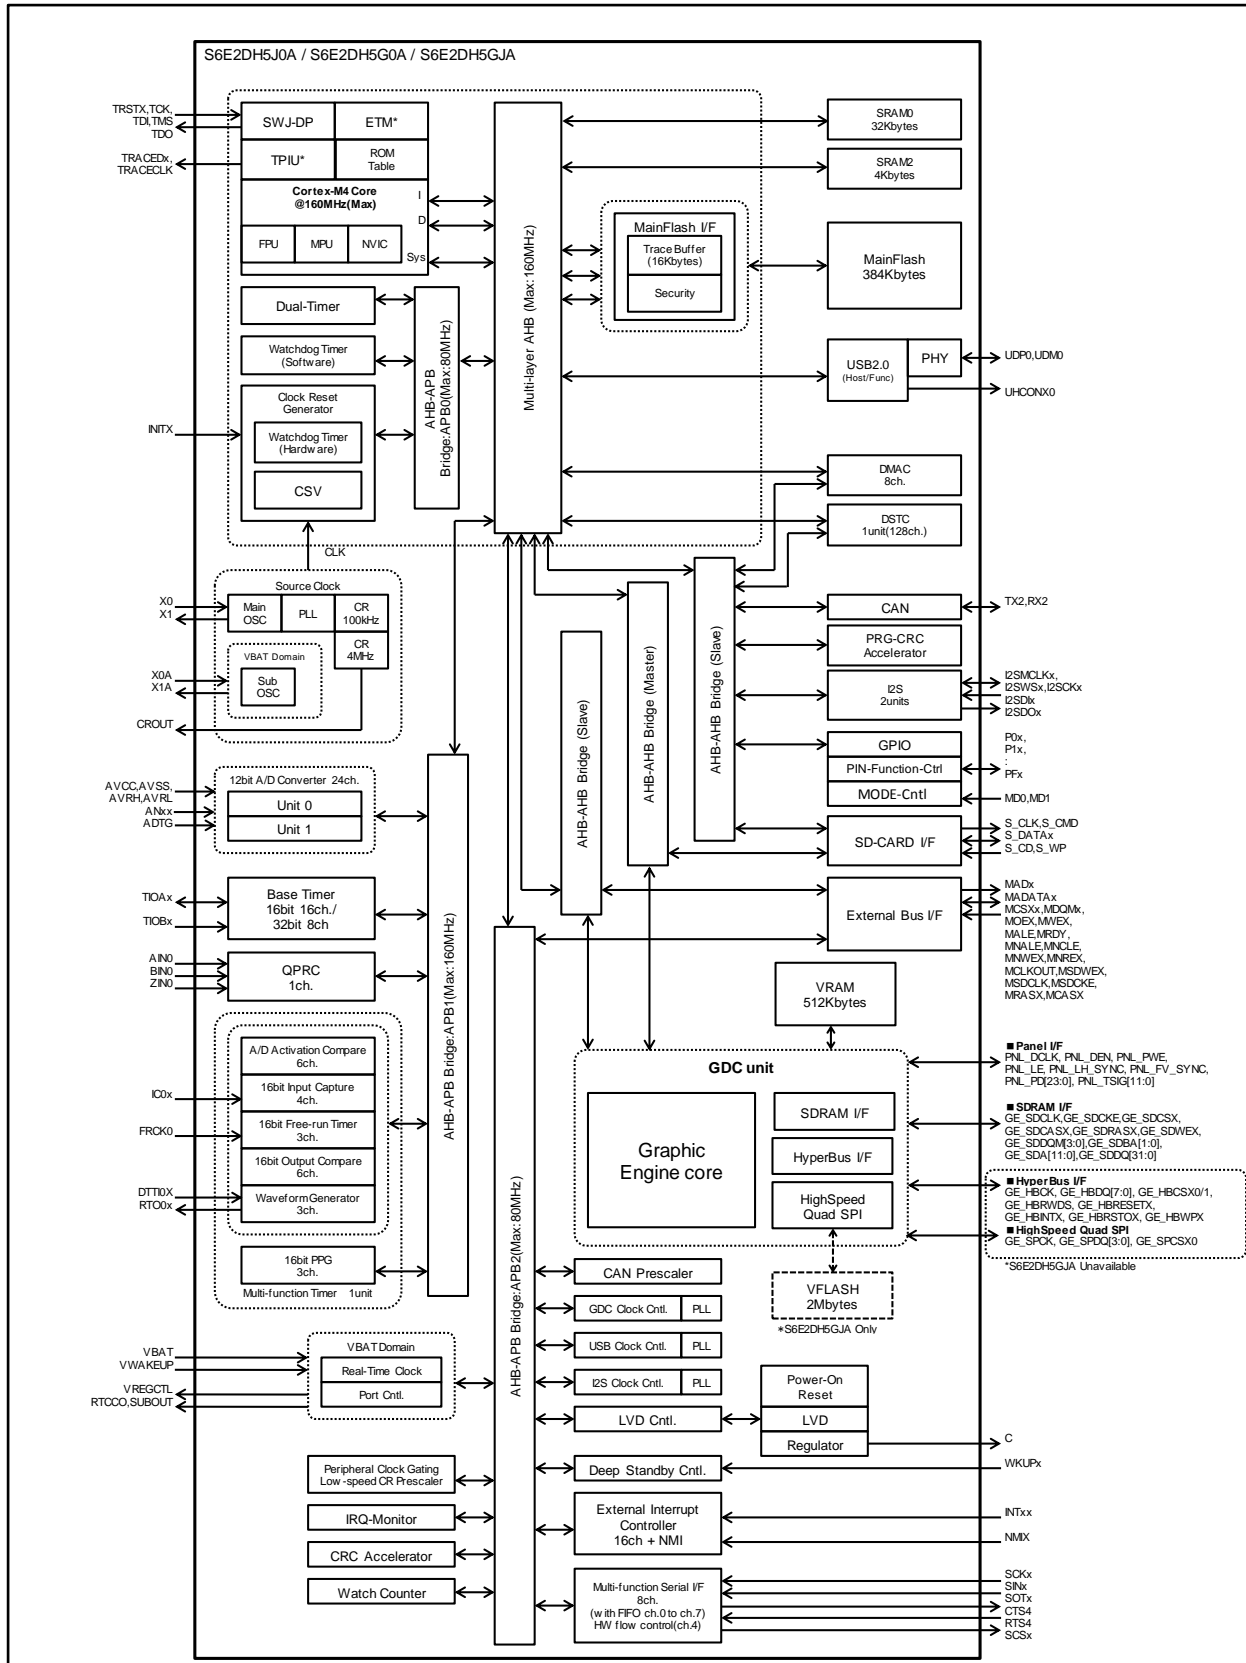 S6E2DH5J0A / S6E2DH5G0A / S6E2DH5GJA
TRSTX,TCK,
TDI,TMS
TDO
TRACEDx,
TRACECLK
SWJ-DP
ETM*
TPIU*
ROM
Table
Cortex-M4 Core
@160MHz(Max)
I
D
Sys
FPU
MPU
NVIC
Dual-Timer
Watchdog Timer
(Software)
Clock Reset
Generator
Watchdog Timer
(Hardware)
CSV
INITX
CLK
AHB-APB
Bridge:APB0(Max:80MHz)
Multi-layer AHB (Max:160MHz)
MainFlash I/F
Trace Buffer
(16Kbytes)
Security
SRAM0
32Kbytes
SRAM2
4Kbytes
MainFlash
384Kbytes
USB2.0
(Host/Func)
PHY
UDP0,UDM0
UHCONX0
DMAC
8ch.
DSTC
1unit(128ch.)
Source Clock
X0
X1
Main
OSC
PLL
CR
100kHz
CR
4MHz
VBAT Domain
Sub
OSC
X0A
X1A
CROUT
AHB-AHB Bridge (Slave)
AHB-AHB Bridge (Master)
AHB-AHB Bridge (Slave)
CAN
TX2,RX2
PRG-CRC
Accelerator
I2S
2units
I2SMCLKx,
I2SWSx,I2SCKx
I2SDIx
I2SDOx
GPIO
PIN-Function-Ctrl
MODE-Cntl
P0x,
P1x,
:
PFx
MD0,MD1
SD-CARD I/F
S_CLK,S_CMD
S_DATAx
S_CD,S_WP
AVCC,AVSS,
AVRH,AVRL
ANxx
ADTG
12bit A/D Converter 24ch.
Unit 0
Unit 1
TIOAx
TIOBx
Base Timer
16bit 16ch./
32bit 8ch
AIN0
BIN0
ZIN0
QPRC
1ch.
AHB-APB Bridge:APB1(Max:160MHz)
External Bus I/F
MADx
MADATAx
MCSXx,MDQMx,
MOEX,MWEX,
MALE,MRDY,
MNALE,MNCLE,
MNWEX,MNREX,
MCLKOUT,MSDWEX,
MSDCLK,MSDCKE,
MRASX,MCASX
VRAM
512Kbytes
A/D Activation Compare
6ch.
16bit Input Capture
4ch.
16bit Free-run Timer
3ch.
16bit Output Compare
6ch.
Waveform Generator
3ch.
16bit PPG
3ch.
Multi-function Timer 1unit
IC0x
FRCK0
DTTI0X
RTO0x
GDC unit
Graphic
Engine core
SDRAM I/F
HyperBus I/F
HighSpeed
Quad SPI
VFLASH
2Mbytes
*S6E2DH5GJA Only
■ Panel I/F
PNL_DCLK, PNL_DEN, PNL_PWE,
PNL_LE, PNL_LH_SYNC, PNL_FV_SYNC,
PNL_PD[23:0], PNL_TSIG[11:0]
■ SDRAM I/F
GE_SDCLK,GE_SDCKE,GE_SDCSX,
GE_SDCASX,GE_SDRASX,GE_SDWEX,
GE_SDDQM[3:0],GE_SDBA[1:0],
GE_SDA[11:0],GE_SDDQ[31:0]
■ HyperBus I/F
GE_HBCK, GE_HBDQ[7:0], GE_HBCSX0/1,
GE_HBRWDS, GE_HBRESETX,
GE_HBINTX, GE_HBRSTOX, GE_HBWPX
■ HighSpeed Quad SPI
GE_SPCK, GE_SPDQ[3:0], GE_SPCSX0
*S6E2DH5GJA Unavailable
AHB-APB Bridge:APB2(Max:80MHz)
CAN Prescaler
GDC Clock Cntl.
PLL
USB Clock Cntl.
PLL
I2S Clock Cntl.
PLL
LVD Cntl.
Power-On
Reset
LVD
Regulator
C
VBAT
VWAKEUP
VREGCTL
RTCCO,SUBOUT
VBAT Domain
Real-Time Clock
Port Cntl.
Deep Standby Cntl.
WKUPx
Peripheral Clock Gating
Low-speed CR Prescaler
IRQ-Monitor
CRC Accelerator
Watch Counter
External Interrupt
Controller
16ch + NMI
INTxx
NMIX
Multi-function Serial I/F
8ch.
(with FIFO ch.0 to ch.7)
HW flow control(ch.4)
SCKx
SINx
SOTx
CTS4
RTS4
SCSx